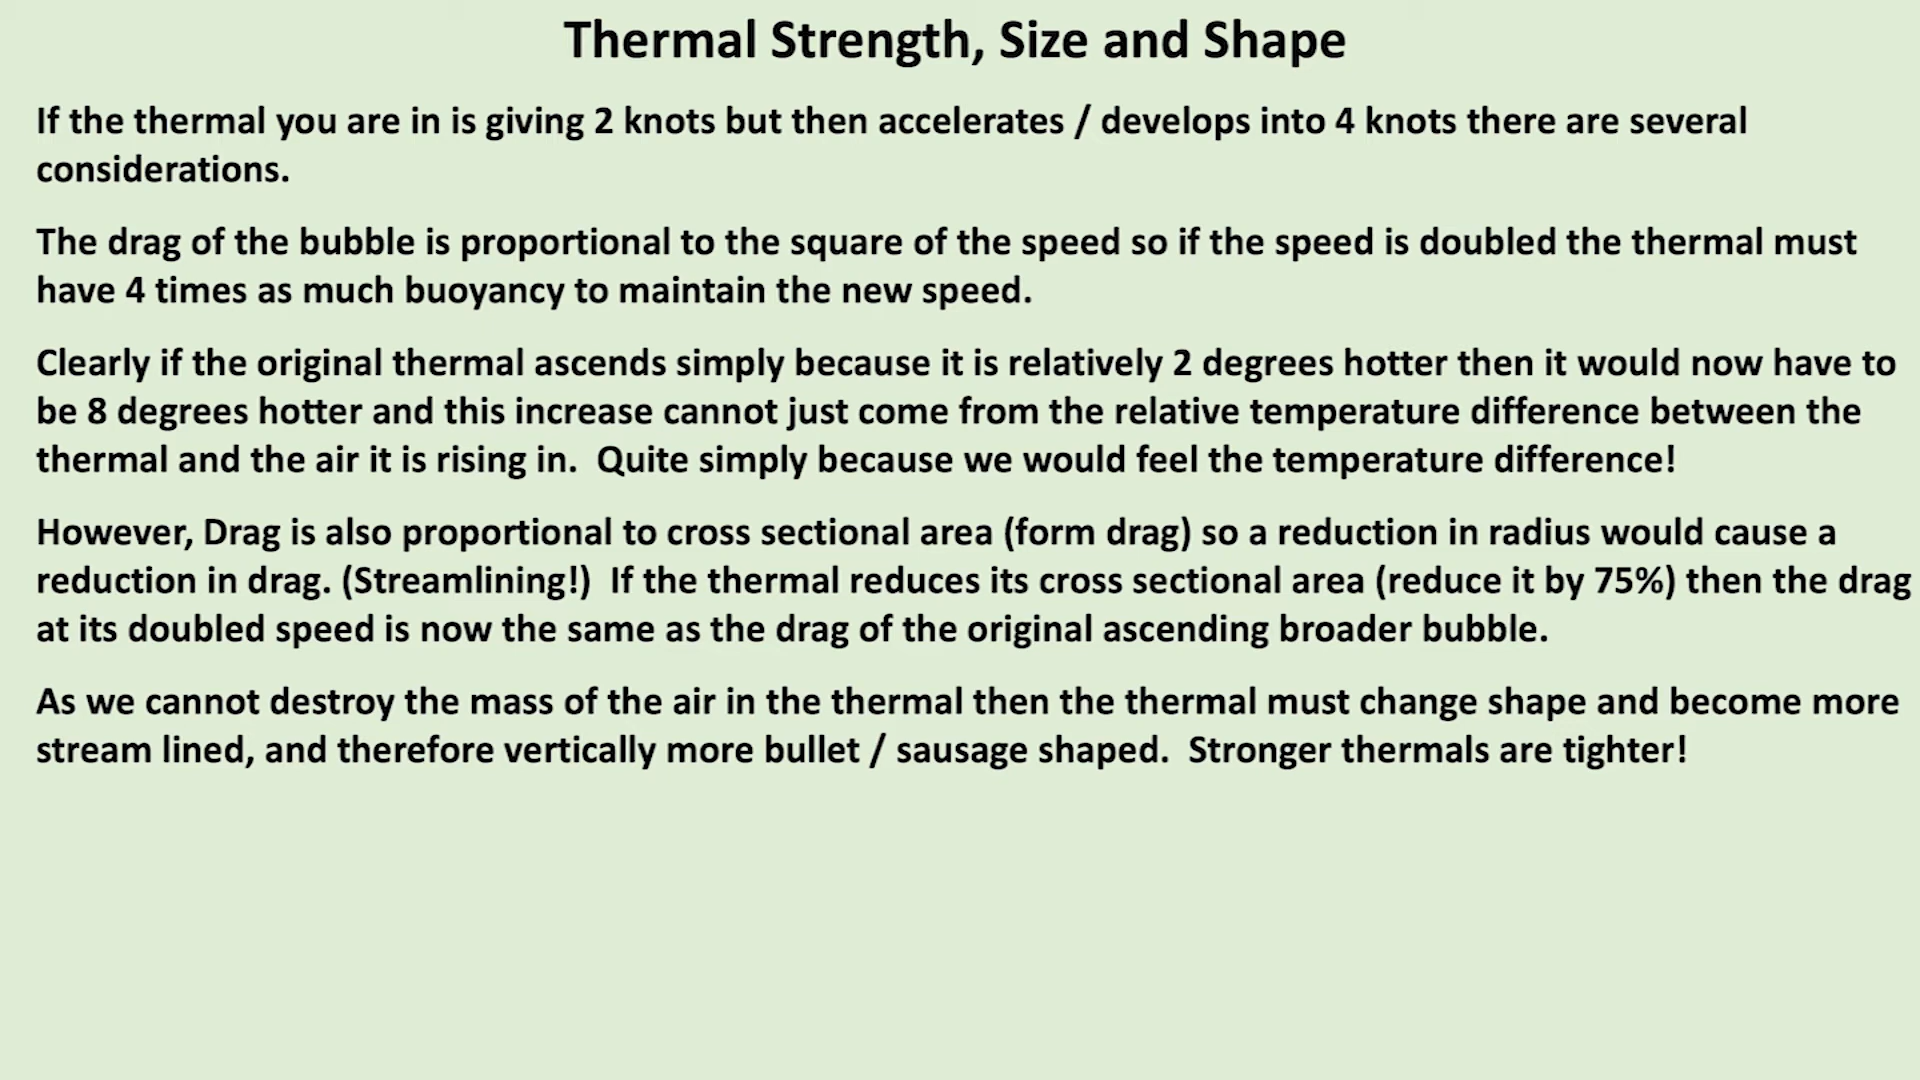 Thermal Strength, Size and Shape
If the thermal you are in is giving 2 knots but then accelerates / develops into 4 knots there are several
considerations.
The drag of the bubble is proportional to the square of the speed so if the speed is doubled the thermal must
have 4 times as much buoyancy to maintain the new speed.
Clearly if the original thermal ascends simply because it is relatively 2 degrees hotter then it would now have to
be 8 degrees hotter and this increase cannot just come from the relative temperature difference between the
thermal and the air it is rising in.  Quite simply because we would feel the temperature difference!
However, Drag is also proportional to cross sectional area (form drag) so a reduction in radius would cause a
reduction in drag. (Streamlining!)  If the thermal reduces its cross sectional area (reduce it by 75%) then the drag
at its doubled speed is now the same as the drag of the original ascending broader bubble.
As we cannot destroy the mass of the air in the thermal then the thermal must change shape and become more
stream lined, and therefore vertically more bullet / sausage shaped.  Stronger thermals are tighter!